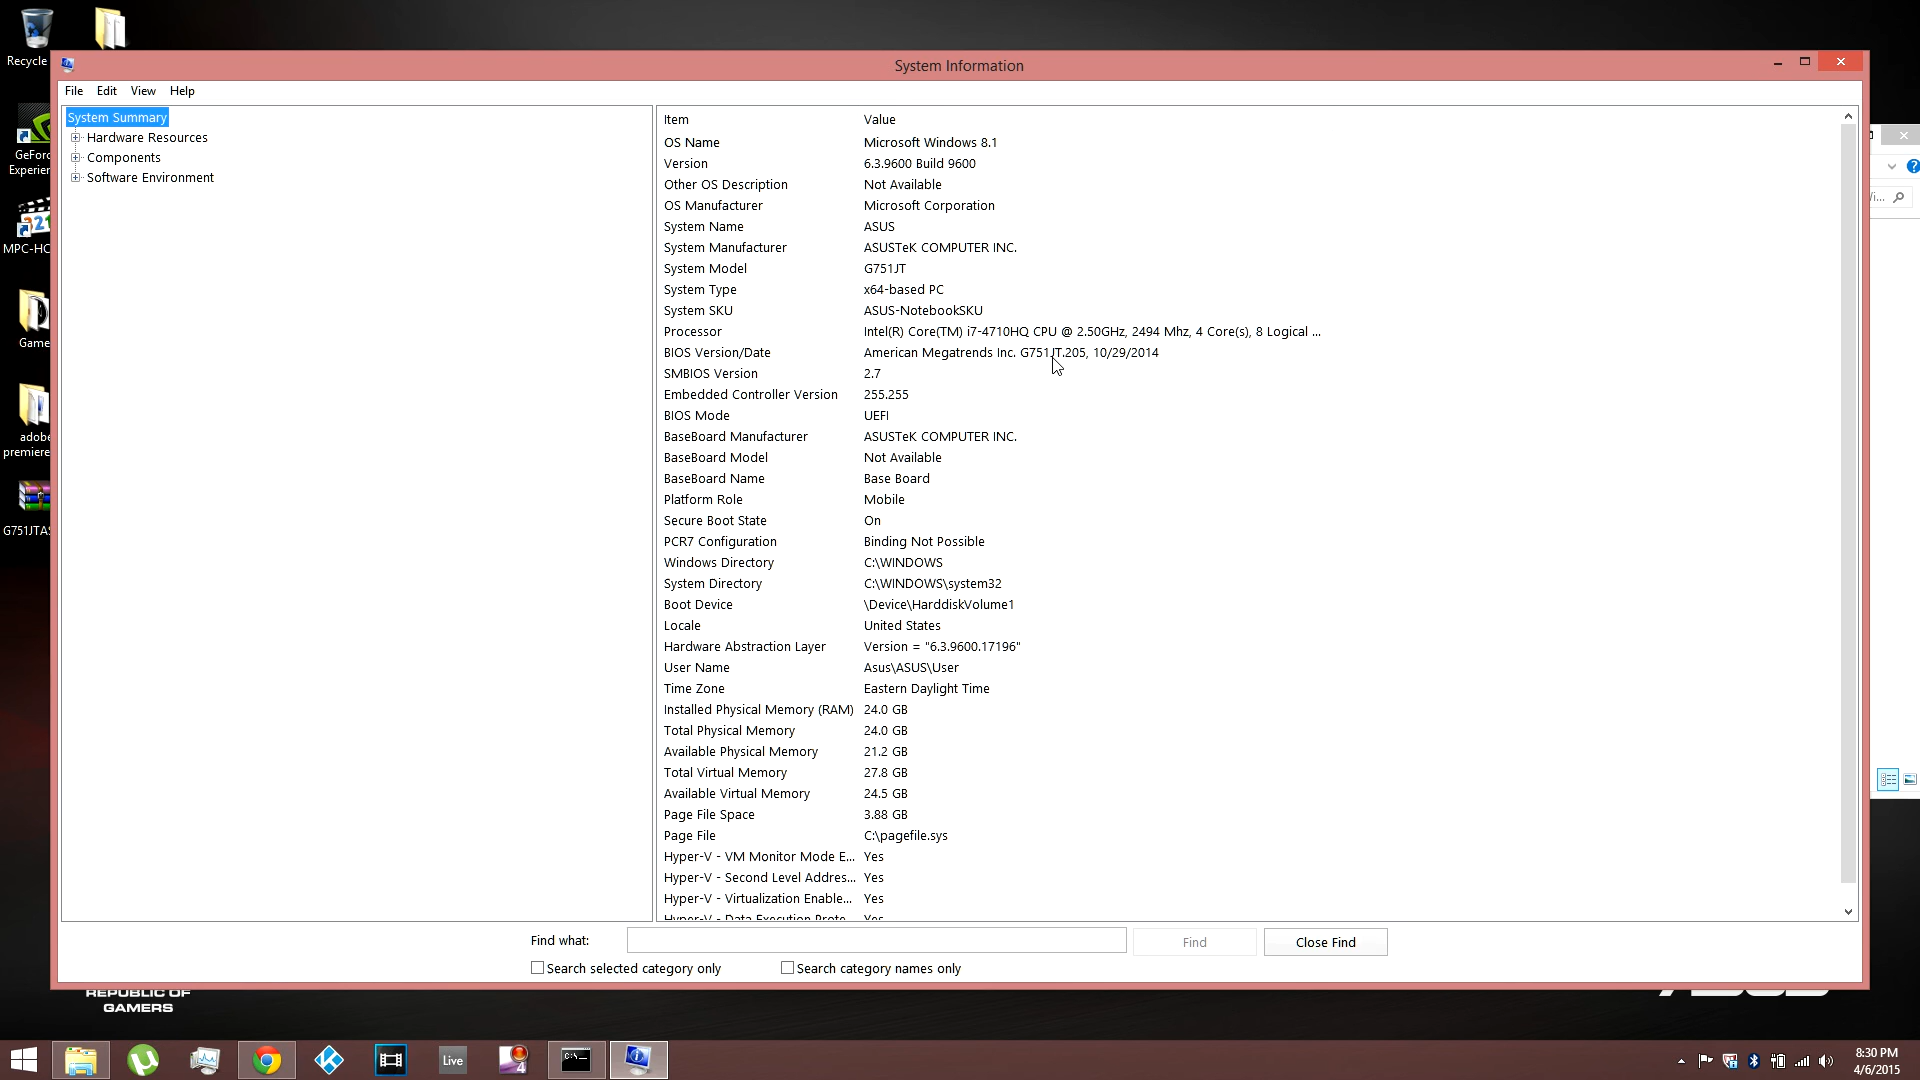 Recycle
System Information
File Edit View Help
System Summary
Hardware Resources
Components
Software Environment
Item Value
OS Name Microsoft Windows 8.1
Version 6.3.9600 Build 9600
Other OS Description Not Available
OS Manufacturer Microsoft Corporation
System Name ASUS
System Manufacturer ASUSTeK COMPUTER INC.
System Model G751JT
System Type x64-based PC
System SKU ASUS-NotebookSKU
Processor Intel(R) Core(TM) i7-4710HQ CPU @ 2.50GHz, 2494 Mhz, 4 Core(s), 8 Logical ...
BIOS Version/Date American Megatrends Inc. G751JT.205, 10/29/2014
SMBIOS Version 2.7
Embedded Controller Version 255.255
BIOS Mode UEFI
BaseBoard Manufacturer ASUSTeK COMPUTER INC.
BaseBoard Model Not Available
BaseBoard Name Base Board
Platform Role Mobile
Secure Boot State On
PCR7 Configuration Binding Not Possible
Windows Directory C:\WINDOWS
System Directory C:\WINDOWS\system32
Boot Device \Device\HarddiskVolume1
Locale United States
Hardware Abstraction Layer Version = "6.3.9600.17196"
User Name Asus\ASUS\User
Time Zone Eastern Daylight Time
Installed Physical Memory (RAM) 24.0 GB
Total Physical Memory 24.0 GB
Available Physical Memory 21.2 GB
Total Virtual Memory 27.8 GB
Available Virtual Memory 24.5 GB
Page File Space 3.88 GB
Page File C:\pagefile.sys
Hyper-V - VM Monitor Mode E... Yes
Hyper-V - Second Level Addres... Yes
Hyper-V - Virtualization Enable... Yes
Hyper-V - Data Execution Prote... Yes
Find what: Find Close Find
Search selected category only Search category names only
GeForc
Experien
MPC-HC
321
Game
adobe
premiere
G751JTAS
REPUBLIC OF
GAMERS
Live
4
C:\
8:30 PM
4/6/2015